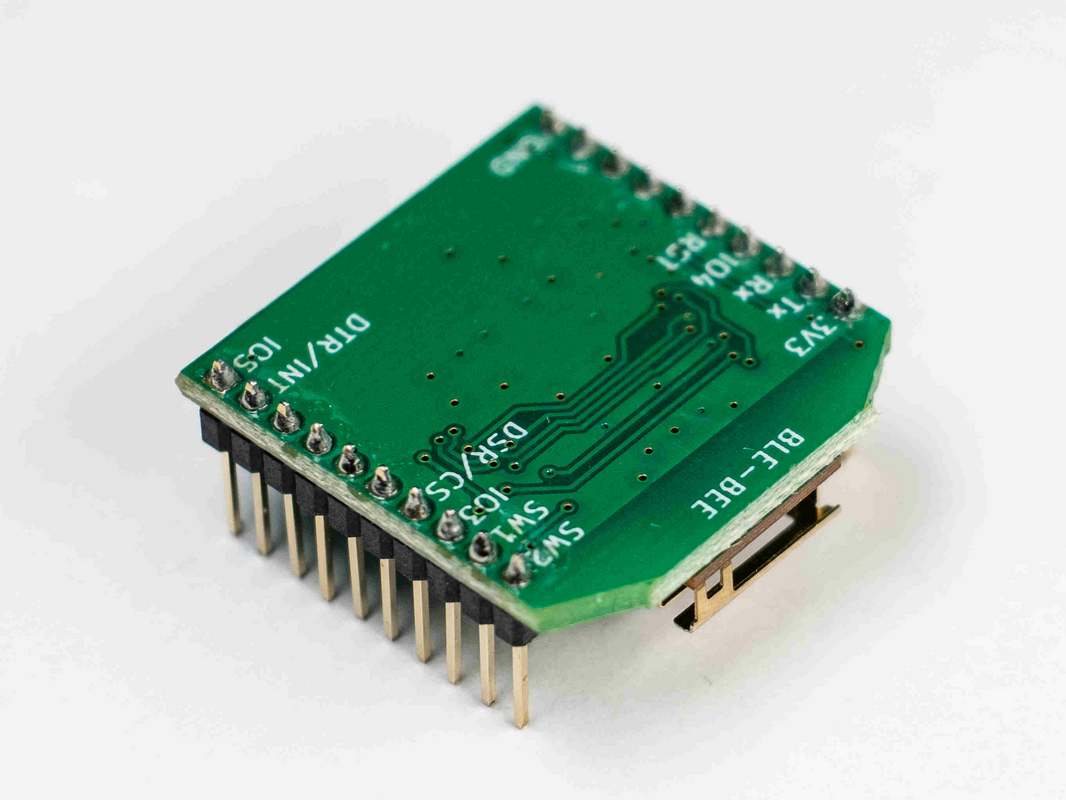 GND
RST
IO4
Rx
Tx
3V3
IO5
DTR/INT
DSR/CS
IO3
SW1
SW2
BLE-BEE